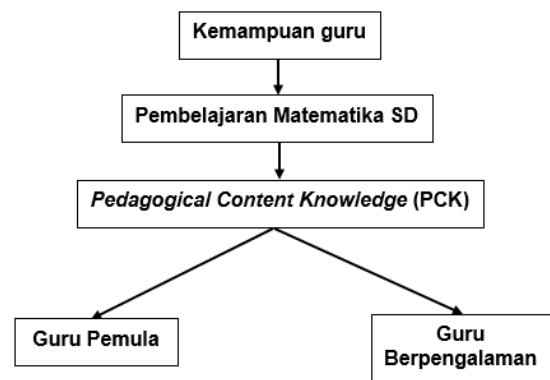 Kemampuan guru
Pembelajaran Matematika SD
Pedagogical Content Knowledge (PCK)
Guru Pemula
Guru
Berpengalaman